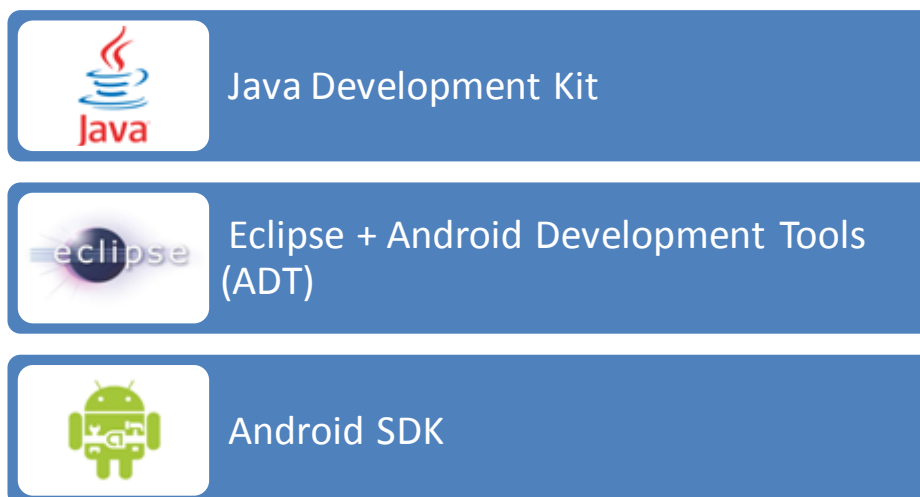 Java
Java Development Kit
eclipse
Eclipse + Android Development Tools
(ADT)
Android SDK